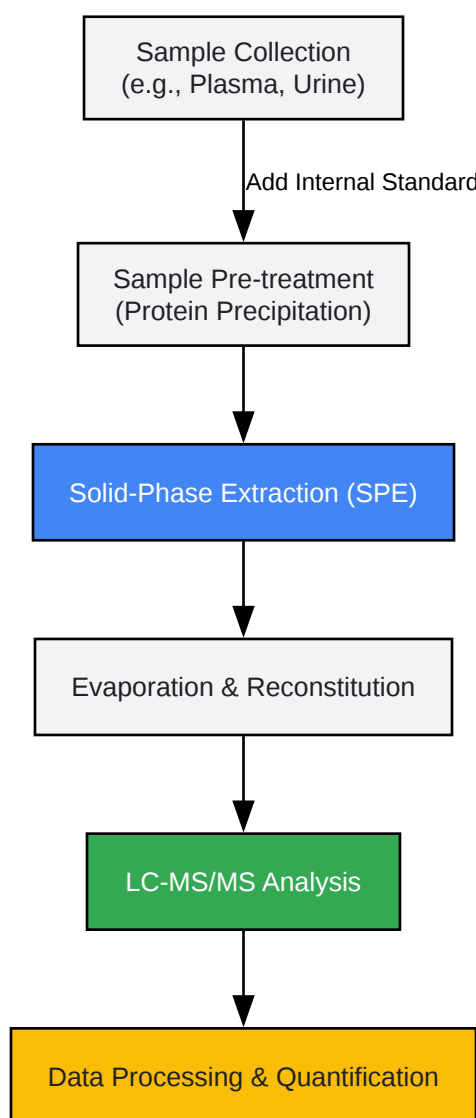 Sample Collection
(e.g., Plasma, Urine)
Add Internal Standard
Sample Pre-treatment
(Protein Precipitation)
Solid-Phase Extraction (SPE)
Evaporation & Reconstitution
LC-MS/MS Analysis
Data Processing & Quantification